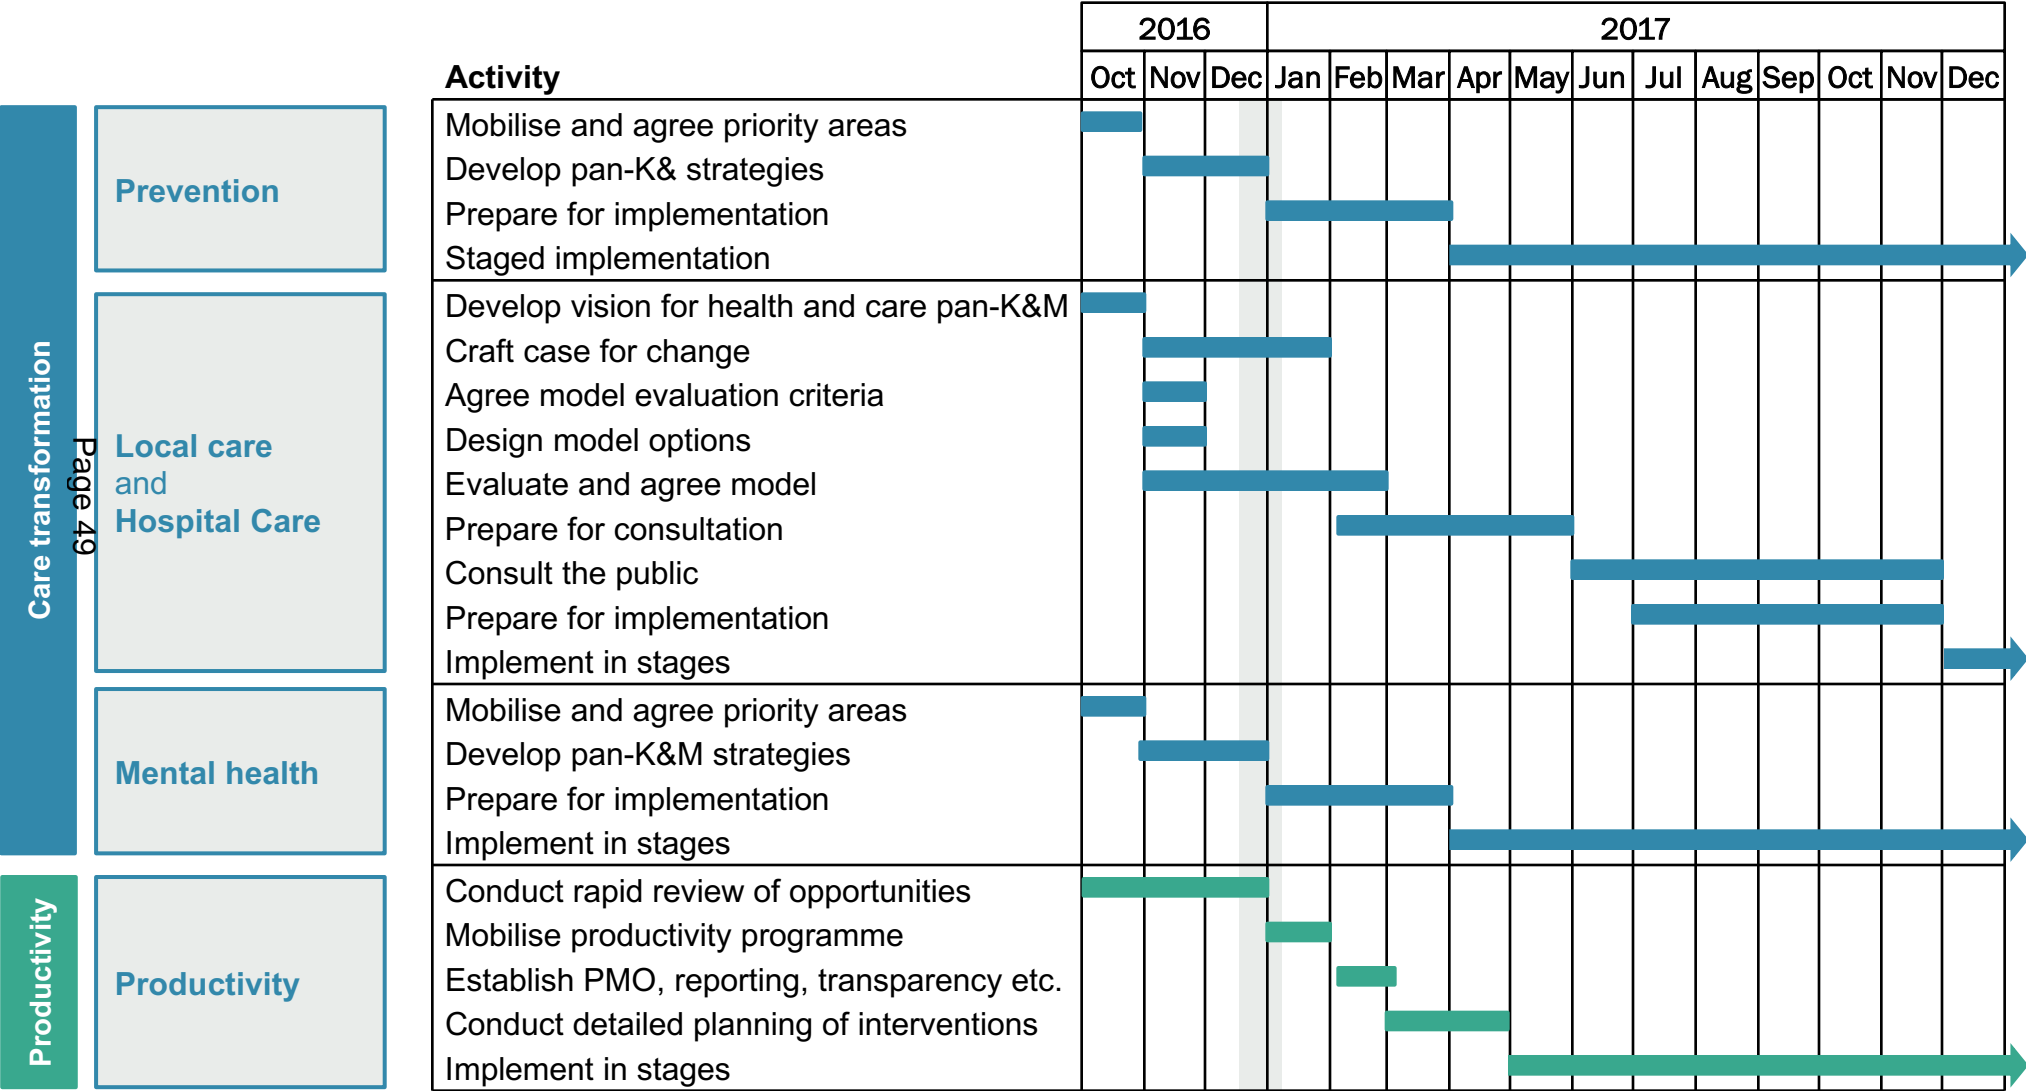 2016 2017
Activity Oct Nov Dec Jan Feb Mar Apr May Jun Jul Aug Sep Oct Nov Dec
Care transformation
Page 49
Prevention
Mobilise and agree priority areas
Develop pan-K& strategies
Prepare for implementation
Staged implementation
Local care
and
Hospital Care
Develop vision for health and care pan-K&M
Craft case for change
Agree model evaluation criteria
Design model options
Evaluate and agree model
Prepare for consultation
Consult the public
Prepare for implementation
Implement in stages
Mental health
Mobilise and agree priority areas
Develop pan-K&M strategies
Prepare for implementation
Implement in stages
Productivity
Productivity
Conduct rapid review of opportunities
Mobilise productivity programme
Establish PMO, reporting, transparency etc.
Conduct detailed planning of interventions
Implement in stages